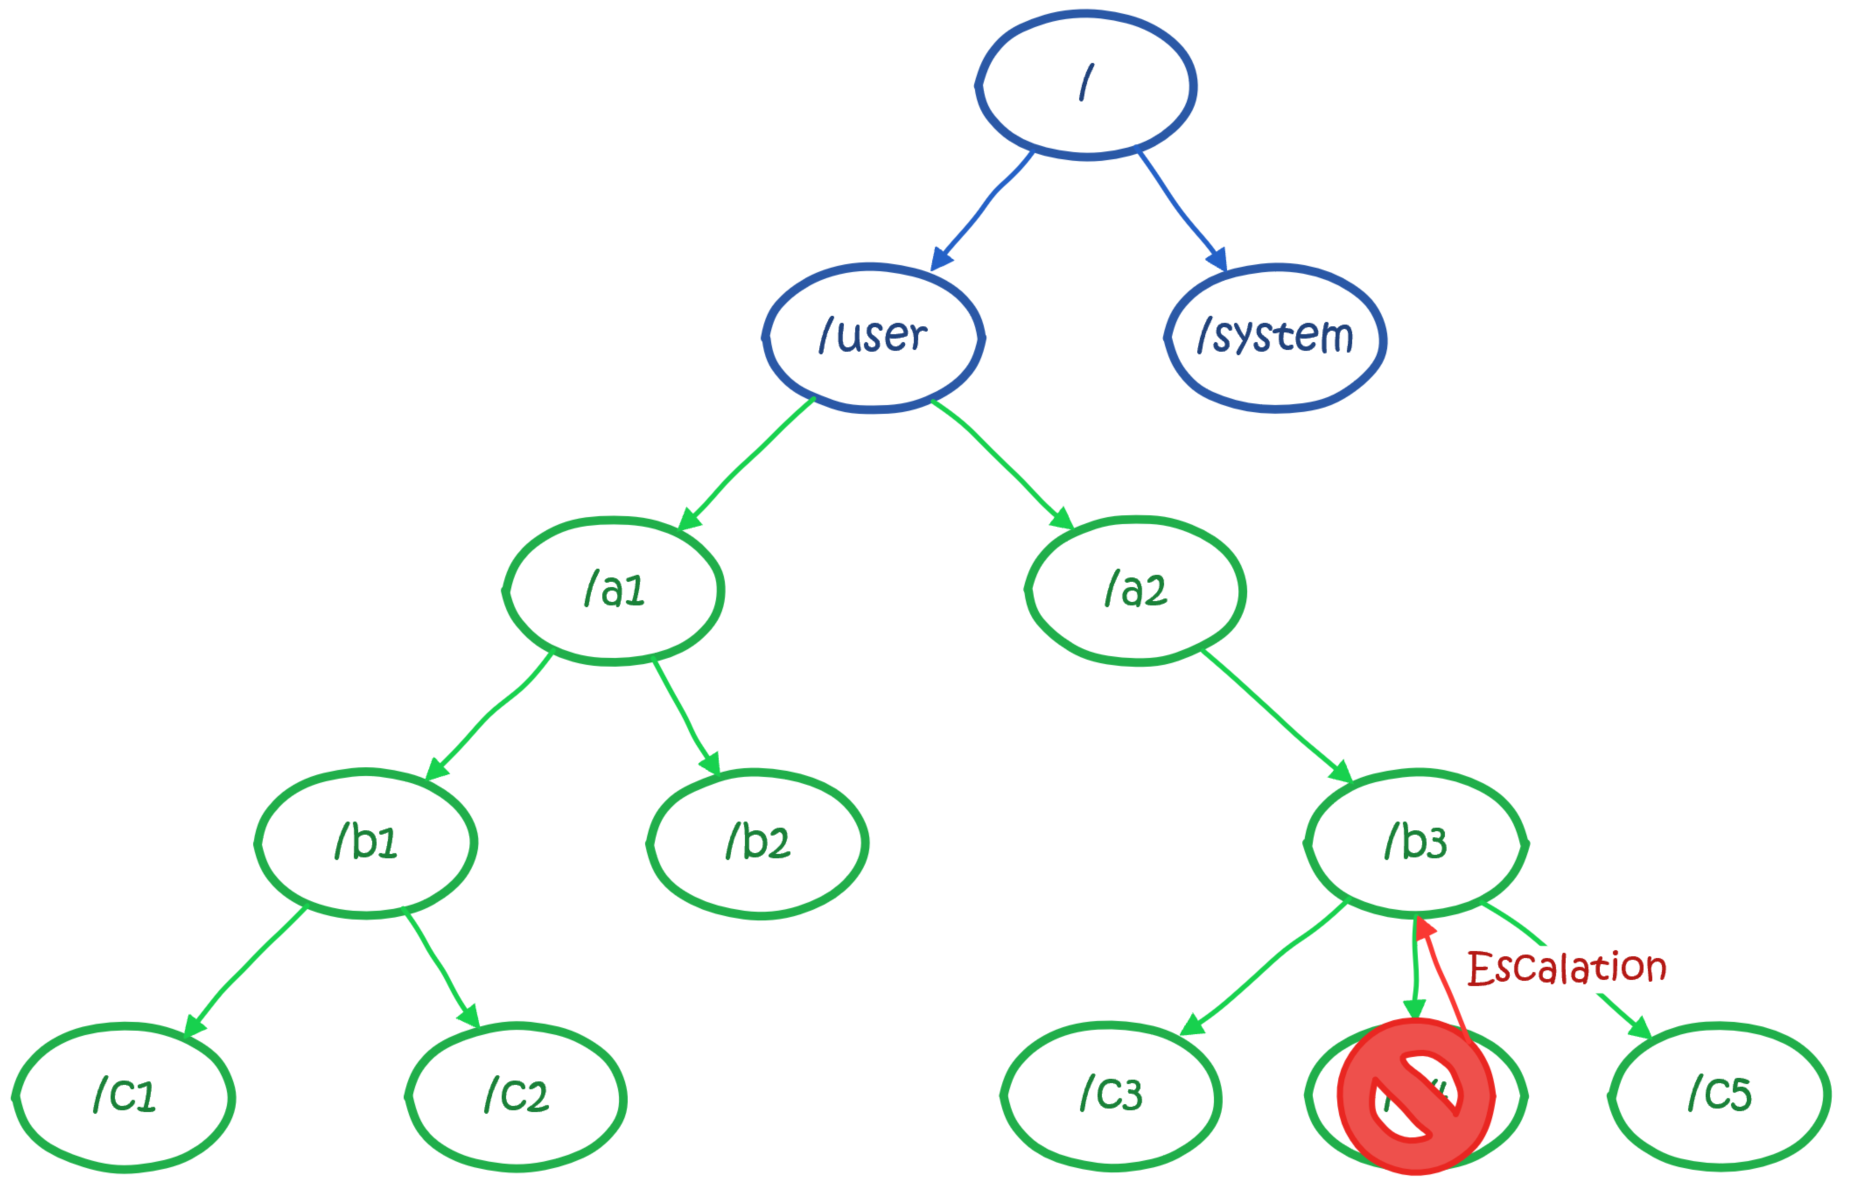 /
/user
/system
/a1
/a2
/b1
/b2
/b3
Escalation
/c1
/c2
/c3
/c5